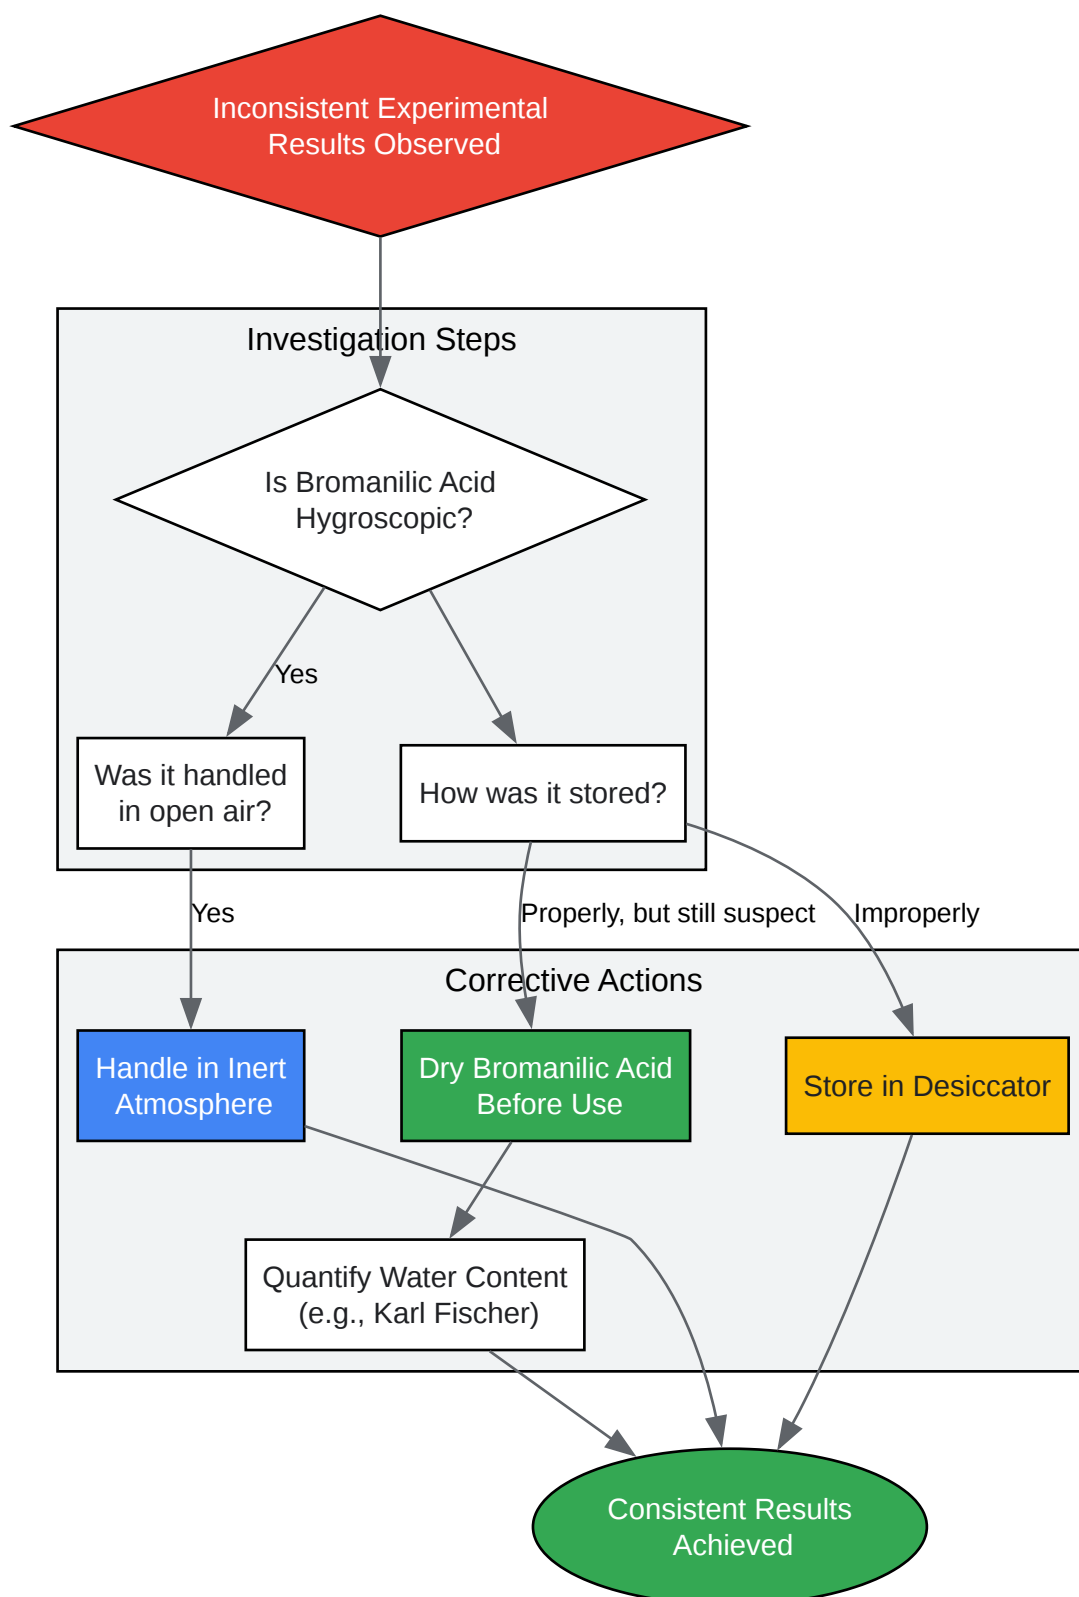 Inconsistent Experimental
Results Observed
Investigation Steps
Is Bromanilic Acid
Hygroscopic?
Yes
Was it handled
in open air?
How was it stored?
Yes
Properly, but still suspect
Improperly
Corrective Actions
Handle in Inert
Atmosphere
Dry Bromanilic Acid
Before Use
Store in Desiccator
Quantify Water Content
(e.g., Karl Fischer)
Consistent Results
Achieved